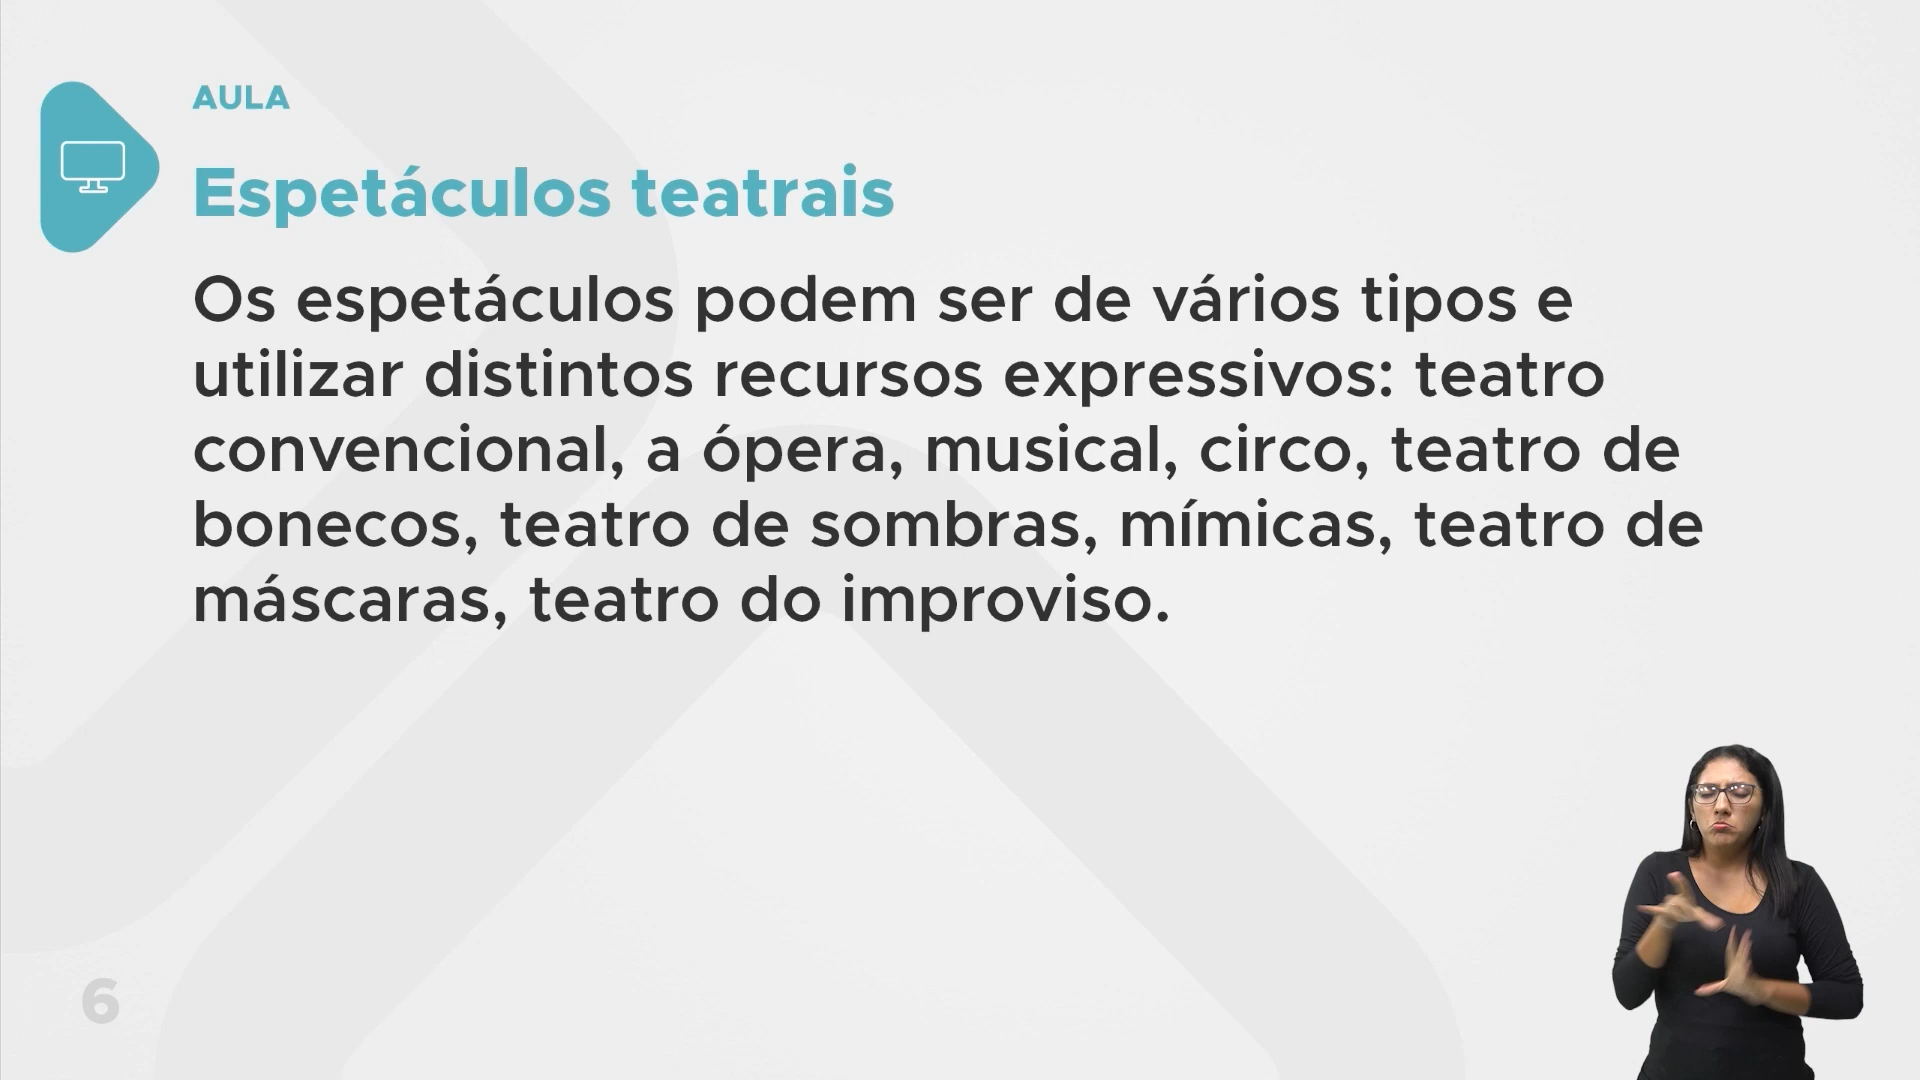 AULA
Espetáculos teatrais
Os espetáculos podem ser de vários tipos e
utilizar distintos recursos expressivos: teatro
convencional, a ópera, musical, circo, teatro de
bonecos, teatro de sombras, mímicas, teatro de
máscaras, teatro do improviso.
6